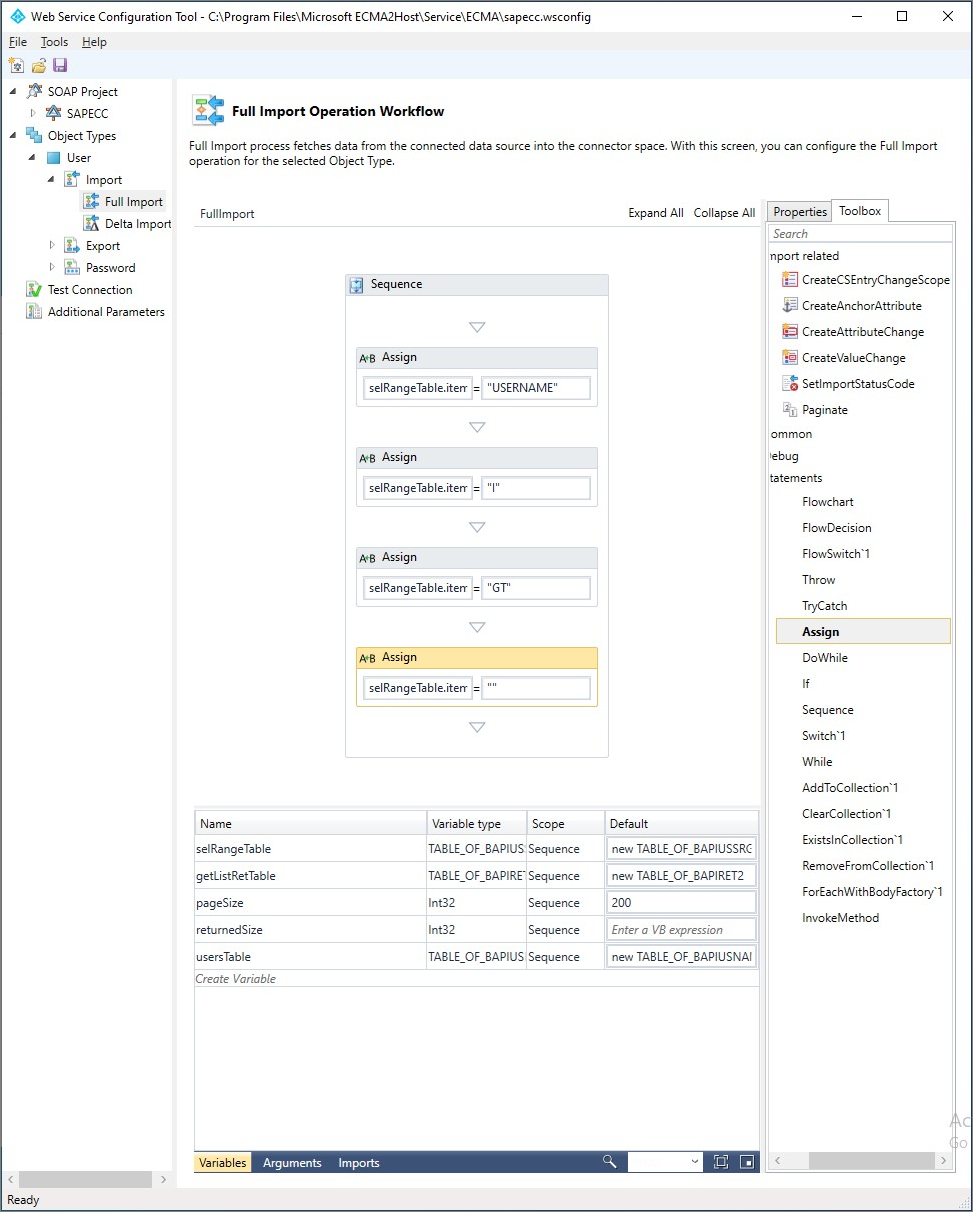 Web Service Configuration Tool - C:\Program Files\Microsoft ECMA2Host\Service\ECMA\sapecc.wsconfig
File Tools Help
SOAP Project
SAPECC
Object Types
User
Import
Full Import
Delta Import
Export
Password
Test Connection
Additional Parameters
Full Import Operation Workflow
Full Import process fetches data from the connected data source into the connector space. With this screen, you can configure the Full Import
operation for the selected Object Type.
FullImport
Expand All Collapse All
Sequence
A+B Assign
selRangeTable.item = "USERNAME"
A+B Assign
selRangeTable.item = "I"
A+B Assign
selRangeTable.item = "GT"
A+B Assign
selRangeTable.item = ""
Name Variable type Scope Default
selRangeTable TABLE_OF_BAPIUS Sequence new TABLE_OF_BAPIUSSRG
getListRetTable TABLE_OF_BAPIRET Sequence new TABLE_OF_BAPIRET2
pageSize Int32 Sequence 200
returnedSize Int32 Sequence Enter a VB expression
usersTable TABLE_OF_BAPIUS Sequence new TABLE_OF_BAPIUSNAI
Create Variable
Variables Arguments Imports
Properties Toolbox
Search
mport related
CreateCSEntryChangeScope
CreateAnchorAttribute
CreateAttributeChange
CreateValueChange
SetImportStatusCode
Paginate
ommon
ebug
tatements
Flowchart
FlowDecision
FlowSwitch`1
Throw
TryCatch
Assign
DoWhile
If
Sequence
Switch`1
While
AddToCollection`1
ClearCollection`1
ExistsInCollection`1
RemoveFromCollection`1
ForEachWithBodyFactory`1
InvokeMethod
Ac
Go
Ready